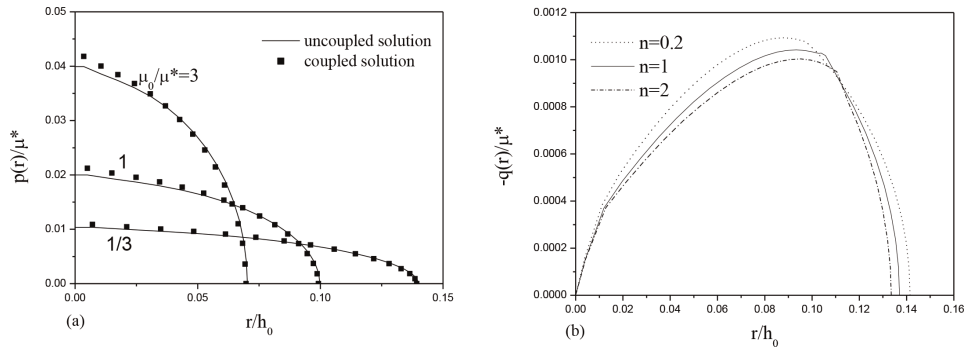 0.05
0.04
0.03
0.02
0.01
0.00
p(r)/μ*
uncoupled solution
coupled solution
μ0/μ*=3
1
1/3
0.00
0.05
0.10
0.15
r/h0
(a)
0.0012
0.0010
0.0008
0.0006
0.0004
0.0002
0.0000
-q(r)/μ*
n=0.2
n=1
n=2
0.00
0.02
0.04
0.06
0.08
0.10
0.12
0.14
0.16
r/h0
(b)